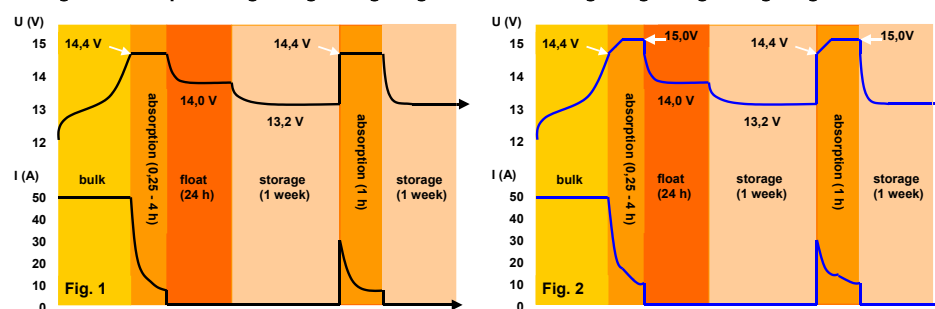 U (V)
15
14
13
12
I (A)
50
40
30
20
10
0
14,4 V
14,0 V
13,2 V
14,4 V
bulk
absorption (0,25 - 4 h)
float
(24 h)
storage
(1 week)
absorption (1 h)
storage
(1 week)
Fig. 1
U (V)
15
14
13
12
I (A)
50
40
30
20
10
0
14,4 V
15,0V
14,0 V
13,2 V
14,4 V
15,0V
bulk
absorption (0,25 - 4 h)
float
(24 h)
storage
(1 week)
absorption (1 h)
storage
(1 week)
Fig. 2